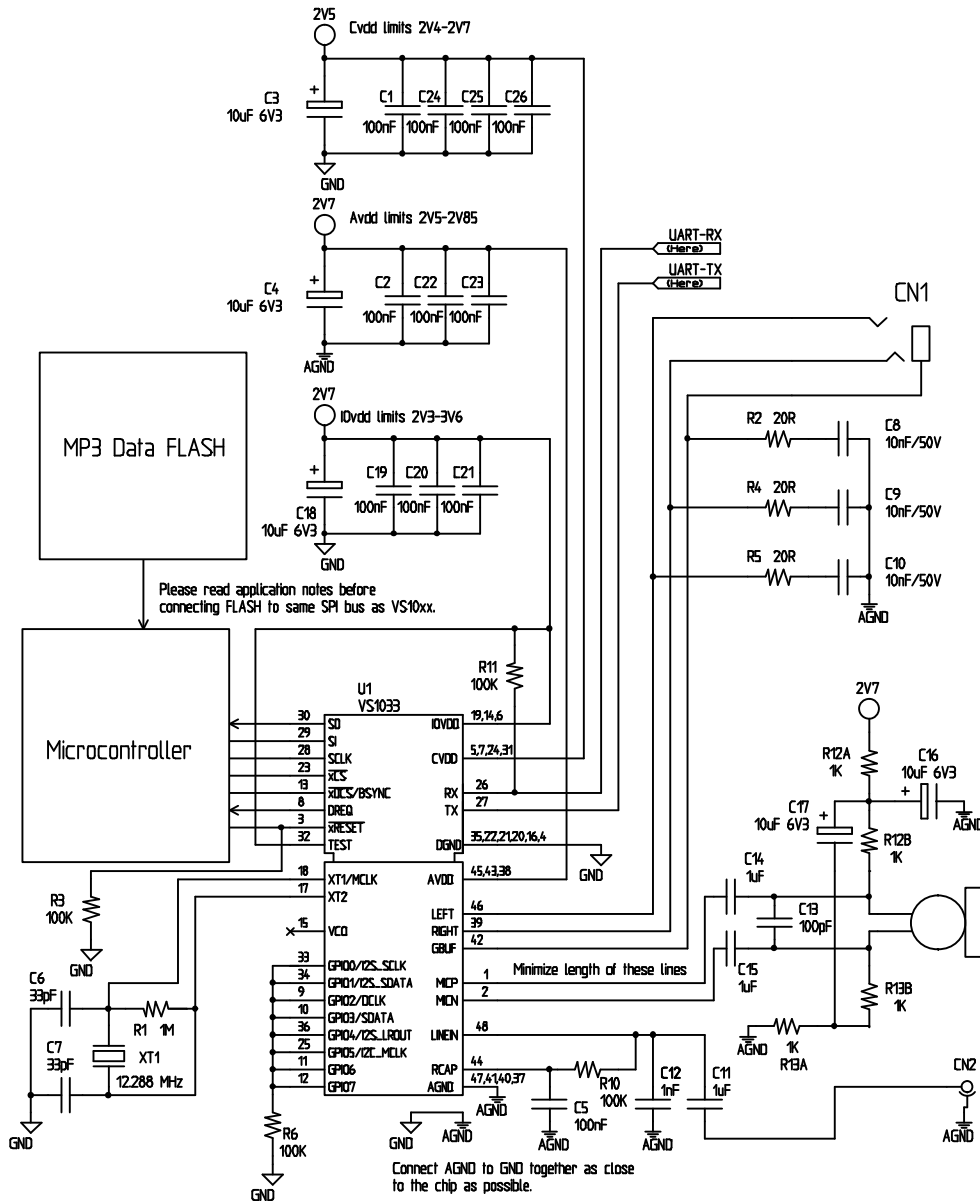 2V5
Cvdd limits 2V4-2V7
C3
10uF 6V3
+
C1
C24
C25
C26
100nF
100nF
100nF
100nF
GND
2V7
Avdd limits 2V5-2V85
C4
10uF 6V3
+
C2
C22
C23
100nF
100nF
100nF
AGND
UART-RX
(Here)
UART-TX
(Here)
CN1
2V7
IOvdd limits 2V3-3V6
+
C18
10uF 6V3
C19
C20
C21
100nF
100nF
100nF
GND
MP3 Data FLASH
R2 20R
C8
10nF/50V
R4 20R
C9
10nF/50V
R5 20R
C10
10nF/50V
AGND
Please read application notes before
connecting FLASH to same SPI bus as VS10xx.
Microcontroller
R11
100K
U1
VS1033
30 SO
29 SI
28 SCLK
23 xCS
13 xDCS/BSYNC
8 DREQ
3 xRESET
32 TEST
IOVDD 19,14,6
CVDD 5,7,24,31
RX 26
TX 27
DGND 35,22,21,20,16,4
GND
18 XT1/MCLK
17 XT2
15 VCO
33 GPIO0/I2S_SCLK
34 GPIO1/I2S_SDATA
9 GPIO2/DCLK
10 GPIO3/SDATA
36 GPIO4/I2S_LROUT
25 GPIO5/I2C_MCLK
11 GPIO6
12 GPIO7
AVDD 45,43,38
LEFT 46
RIGHT 39
GBUF 42
MICP 1
MICN 2
LINEIN 48
RCAP 44
AGND 47,41,40,37
AGND
Minimize length of these lines
R3
100K
GND
C6
33pF
R1 1M
C7
33pF
XT1
12.288 MHz
GND
R6
100K
GND
GND
AGND
Connect AGND to GND together as close
to the chip as possible.
C5
100nF
AGND
R10
100K
C12
1nF
AGND
C11
1uF
2V7
R12A
1K
C16
10uF 6V3
+
AGND
C17
10uF 6V3
+
R12B
1K
C14
1uF
C13
100pF
C15
1uF
R13B
1K
AGND
1K
R13A
CN2
AGND